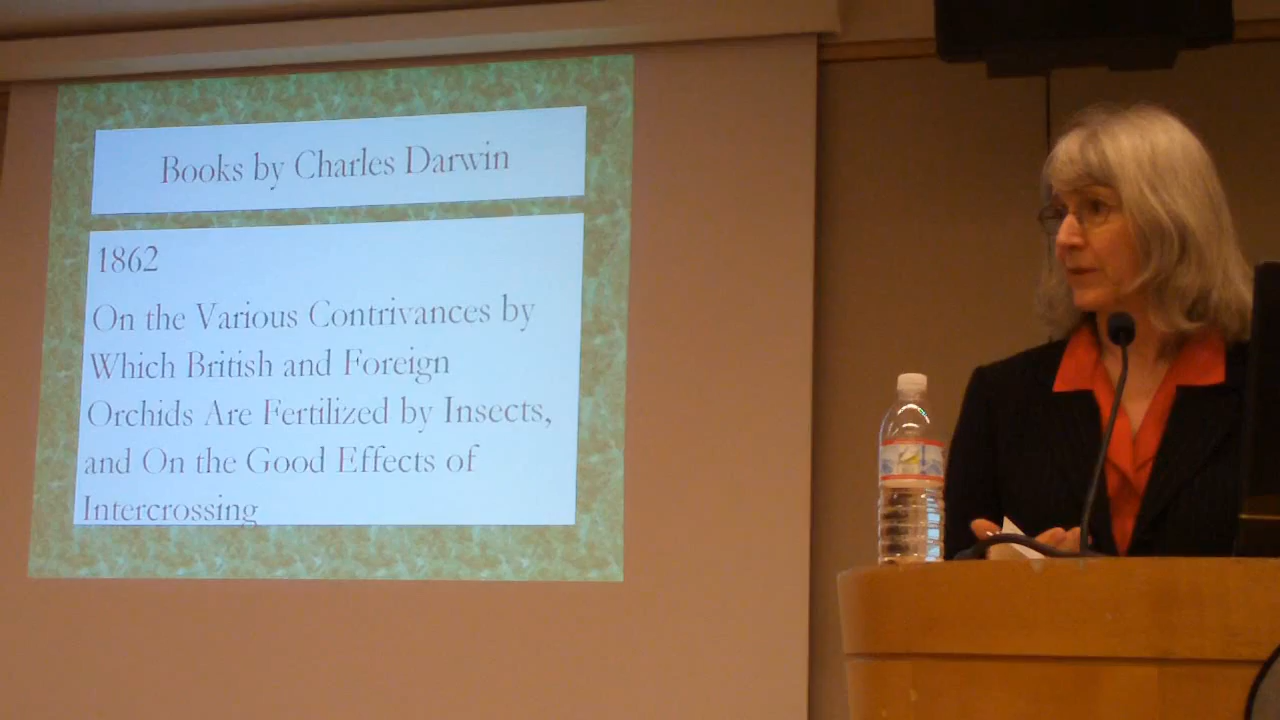 Books by Charles Darwin
1862
On the Various Contrivances by
Which British and Foreign
Orchids Are Fertilized by Insects,
and On the Good Effects of
Intercrossing